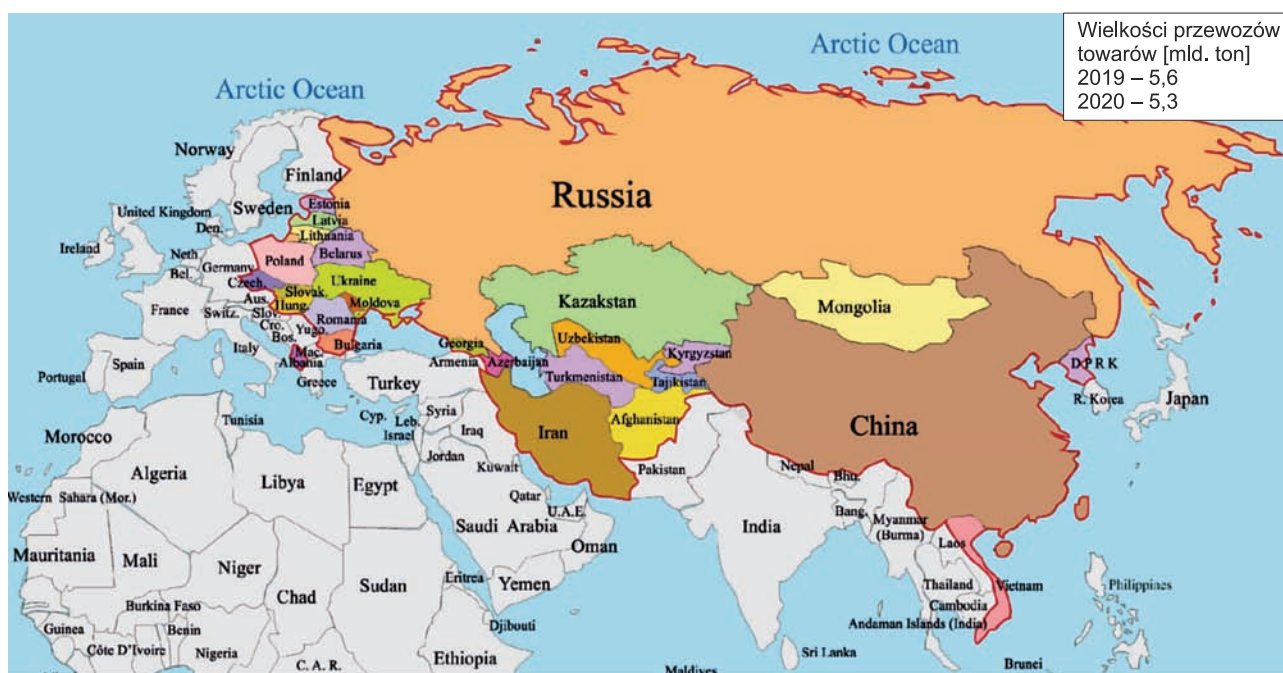 Wielkości przewozów
towarów [mld. ton]
2019 – 5,6
2020 – 5,3
Arctic Ocean
Arctic Ocean
Norway
Finland
Russia
Sweden
Estonia
Latvia
Lithuania
United Kingdom
Den.
Ireland
Neth
Bel.
Germany
Poland
Belarus
Czech.
Slovak.
Ukraine
France
Switz.
Aus.
Hung.
Moldova
Slov.
Cro.
Bos.
Yugo.
Romania
Italy
Mac.
Bulgaria
Albania
Greece
Spain
Portugal
Kazakstan
Mongolia
Georgia
Armenia
Azerbaijan
Uzbekistan
Kyrgyzstan
Turkmenistan
Tajikistan
D P R K
R. Korea
Japan
Turkey
Cyp.
Leb.
Israel
Syria
Iraq
Jordan
Kuwait
Iran
Afghanistan
China
Pakistan
Nepal
Bhu.
Bang.
Myanmar
(Burma)
Laos
Morocco
Tunisia
Algeria
Libya
Egypt
Western Sahara (Mor.)
Qatar
U.A.E.
Saudi Arabia
Oman
Yemen
India
Thailand
Vietnam
Cambodia
Philippines
Andaman Islands (India)
Mauritania
Mali
Niger
Chad
Sudan
Eritrea
Djibouti
Burkina Faso
Guinea
Benin
Côte D'Ivoire
Nigeria
C. A. R.
Ethiopia
Sri Lanka
Maldives
Brunei